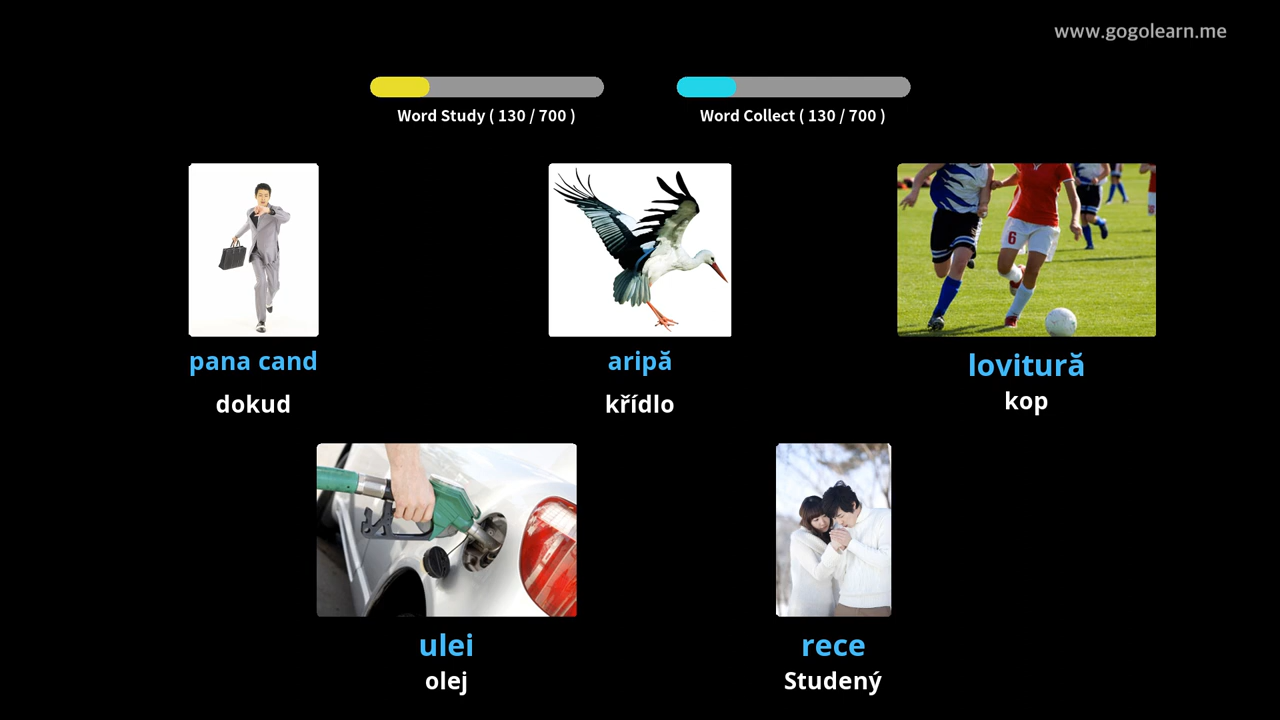 www.gogolearn.me
Word Study ( 130 / 700 )
Word Collect ( 130 / 700 )
pana cand
dokud
aripă
křídlo
lovitură
kop
6
ulei
olej
rece
Studený